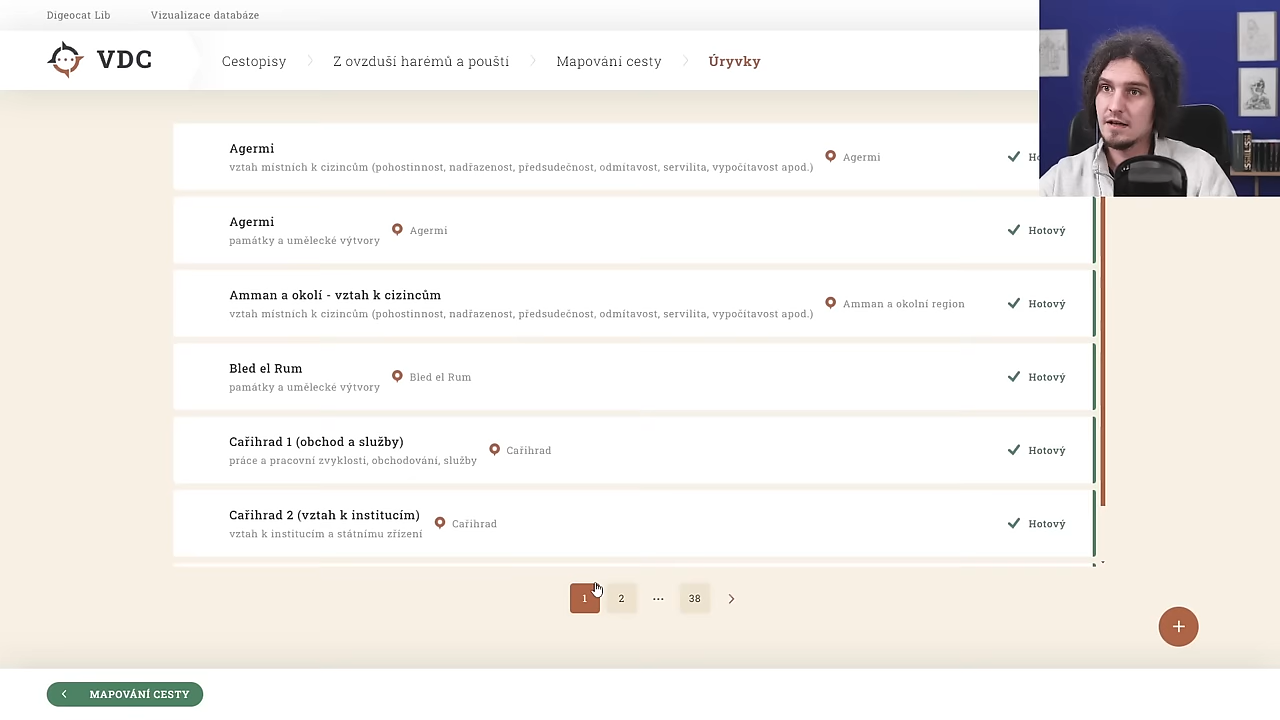 Digeocat Lib
Vizualizace databáze
VDC
Cestopisy
Z ovzduší harémů a pouští
Mapování cesty
Úryvky
Agermi
vztah místních k cizincům (pohostinnost, nadřazenost, předsudečnost, odmítavost, servilita, vypočítavost apod.)
Agermi
Agermi
památky a umělecké výtvory
Agermi
Hotový
Amman a okolí - vztah k cizincům
vztah místních k cizincům (pohostinnost, nadřazenost, předsudečnost, odmítavost, servilita, vypočítavost apod.)
Amman a okolní region
Hotový
Bled el Rum
památky a umělecké výtvory
Bled el Rum
Hotový
Cařihrad 1 (obchod a služby)
práce a pracovní zvyklosti, obchodování, služby
Cařihrad
Hotový
Cařihrad 2 (vztah k institucím)
vztah k institucím a státnímu zřízení
Cařihrad
Hotový
1
2
...
38
MAPOVÁNÍ CESTY